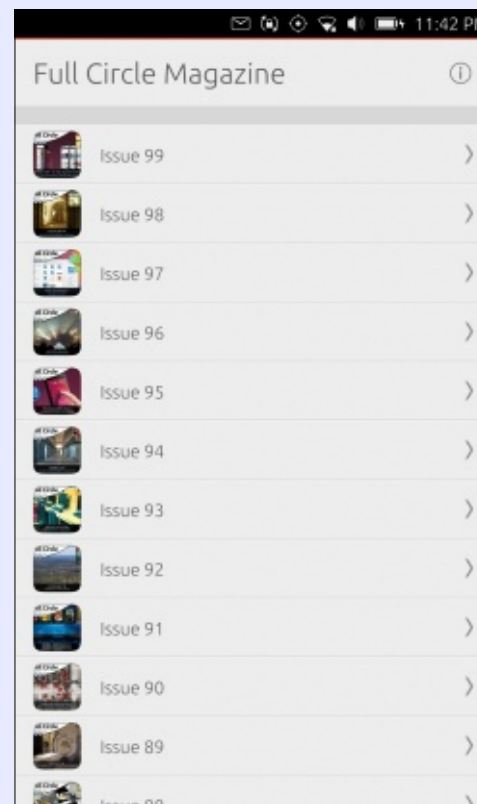 11:42 P
Full Circle Magazine
Issue 99
Issue 98
Issue 97
Issue 96
Issue 95
Issue 94
Issue 93
Issue 92
Issue 91
Issue 90
Issue 89